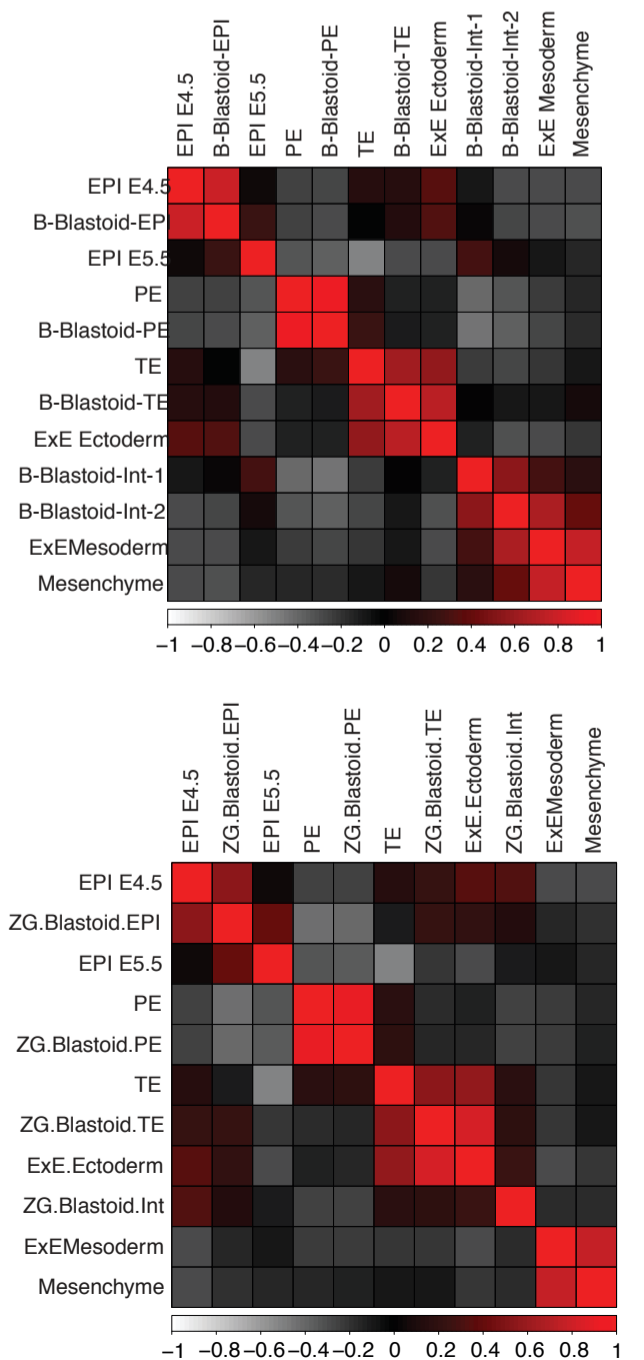 EPI E4.5
B-Blastoid-EPI
EPI E5.5
PE
B-Blastoid-PE
TE
B-Blastoid-TE
ExE Ectoderm
B-Blastoid-Int-1
B-Blastoid-Int-2
ExE Mesoderm
Mesenchyme
EPI E4.5
B-Blastoid-EPI
EPI E5.5
PE
B-Blastoid-PE
TE
B-Blastoid-TE
ExE Ectoderm
B-Blastoid-Int-1
B-Blastoid-Int-2
ExEMesoderm
Mesenchyme
−1 −0.8 −0.6 −0.4 −0.2 0 0.2 0.4 0.6 0.8 1
EPI E4.5
ZG.Blastoid.EPI
EPI E5.5
PE
ZG.Blastoid.PE
TE
ZG.Blastoid.TE
ExE.Ectoderm
ZG.Blastoid.Int
ExEMesoderm
Mesenchyme
EPI E4.5
ZG.Blastoid.EPI
EPI E5.5
PE
ZG.Blastoid.PE
TE
ZG.Blastoid.TE
ExE.Ectoderm
ZG.Blastoid.Int
ExEMesoderm
Mesenchyme
−1 −0.8 −0.6 −0.4 −0.2 0 0.2 0.4 0.6 0.8 1